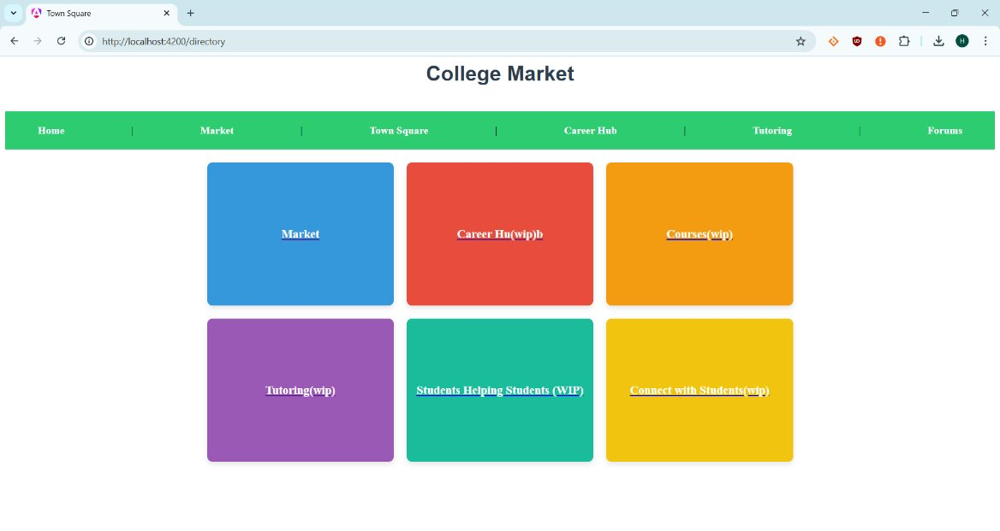 Town Square
http://localhost:4200/directory
H
College Market
Home | Market | Town Square | Career Hub | Tutoring | Forums
Market
Career Hu(wip)b
Courses(wip)
Tutoring(wip)
Students Helping Students (WIP)
Connect with Students(wip)